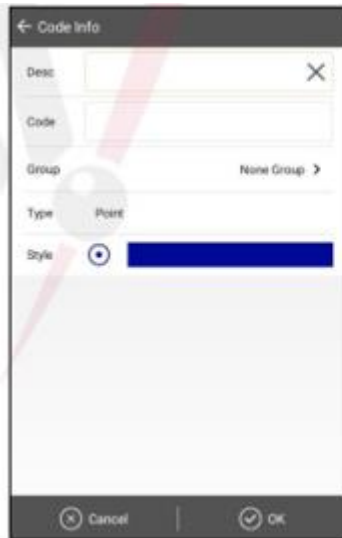 Code Info
Desc
Code
Group None Group
Type Point
Style
Cancel OK